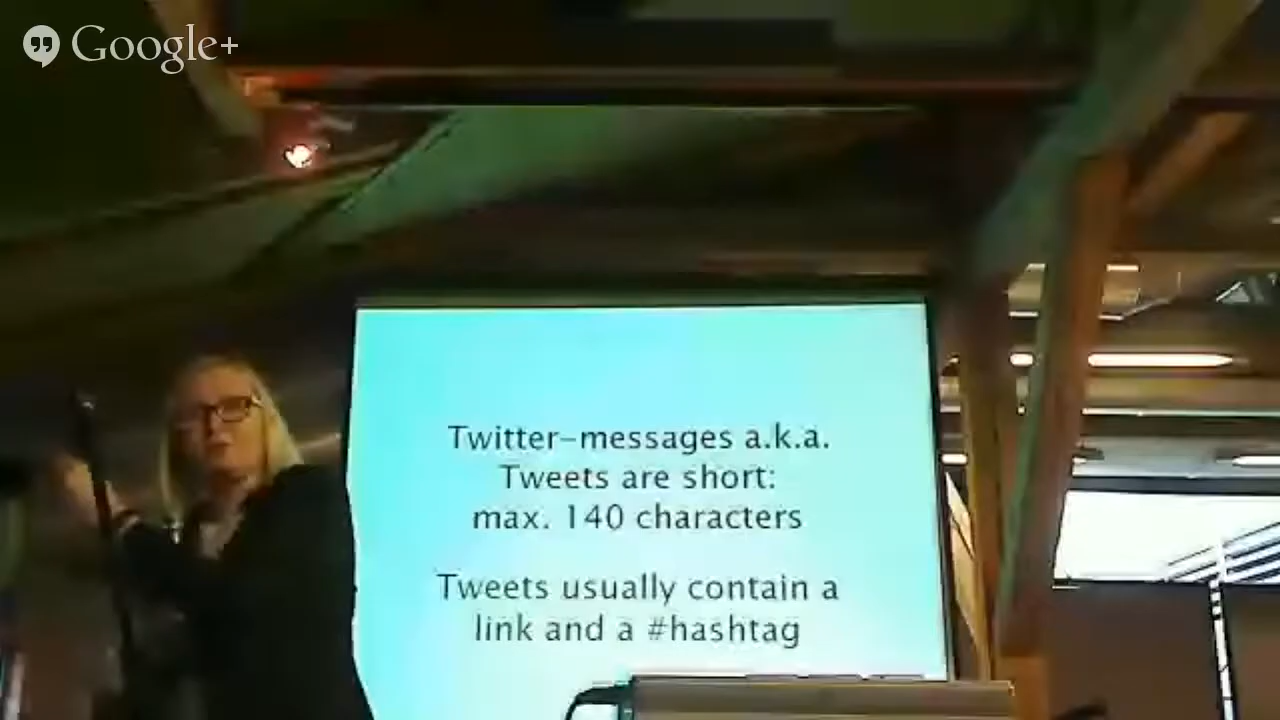 Google+
Twitter-messages a.k.a.
Tweets are short:
max. 140 characters
Tweets usually contain a
link and a #hashtag